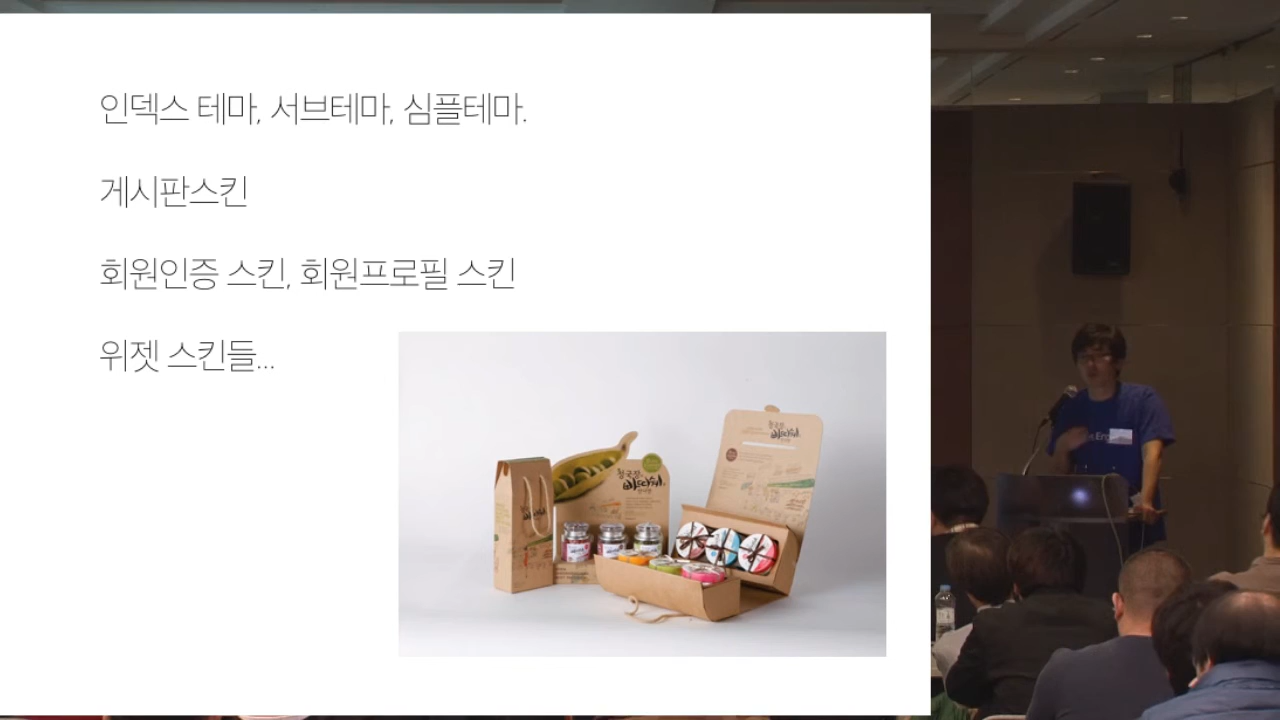 인덱스 테마, 서브테마, 심플테마.
게시판스킨
회원인증 스킨, 회원프로필 스킨
위젯 스킨들...